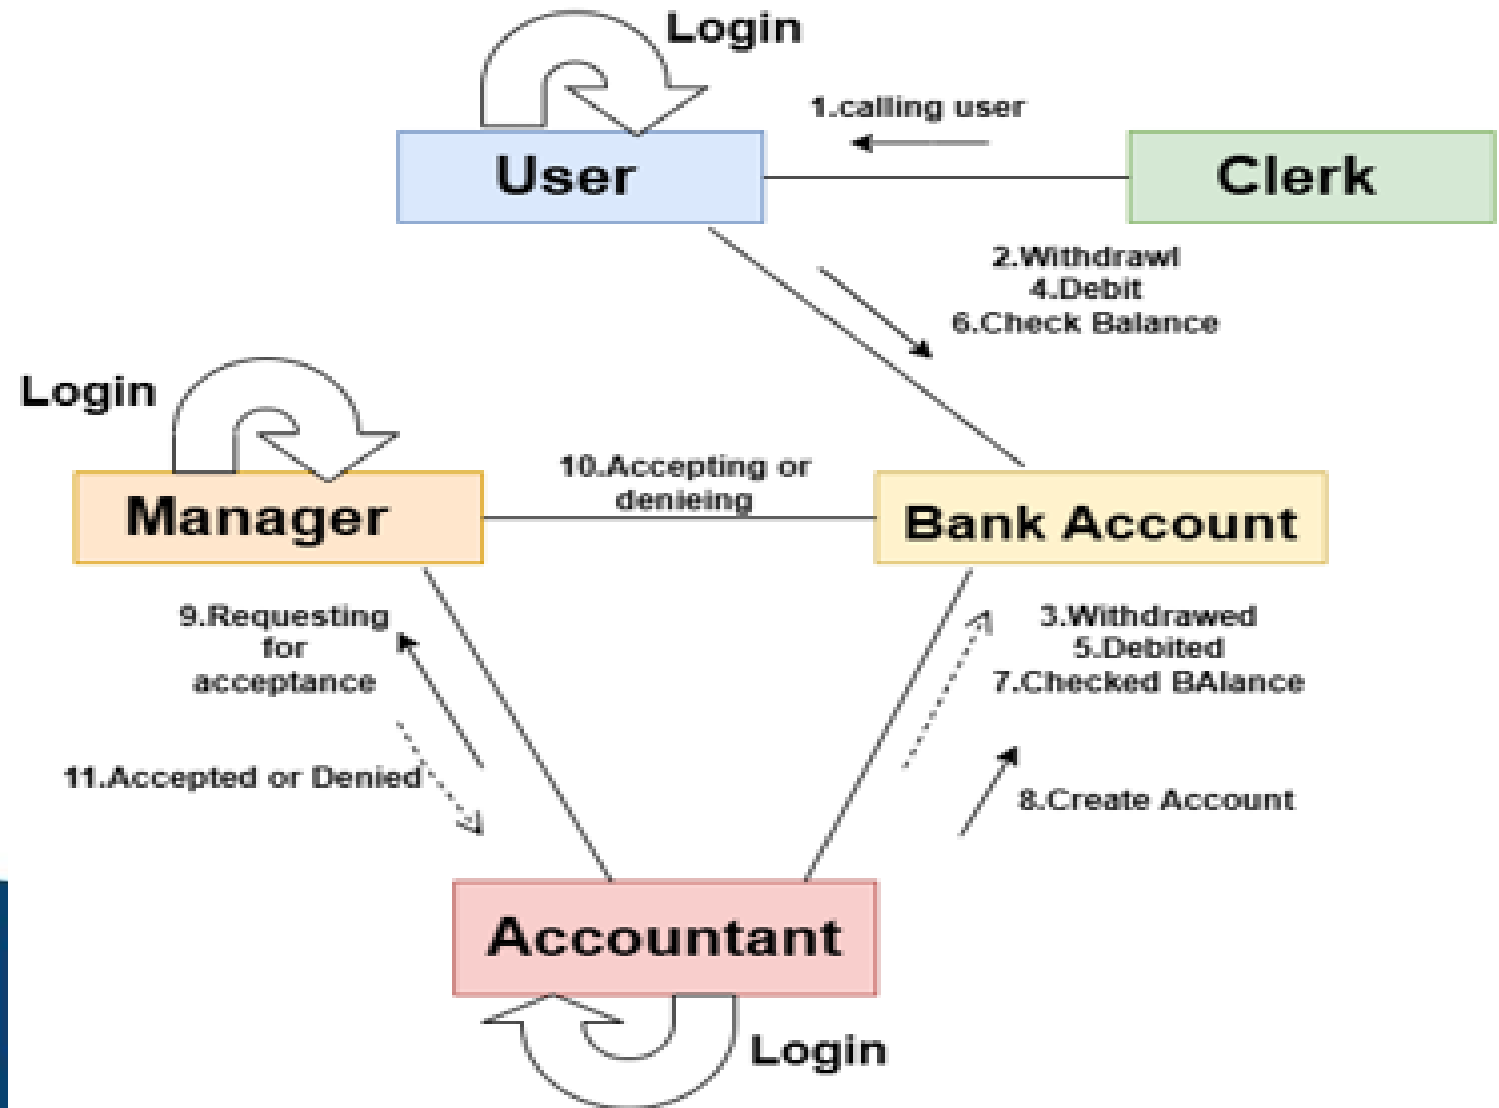 Login
1.calling user
User
Clerk
2.Withdrawl
4.Debit
6.Check Balance
Login
10.Accepting or
denieing
Manager
Bank Account
9.Requesting
for
acceptance
3.Withdrawed
5.Debited
7.Checked BAlance
11.Accepted or Denied
8.Create Account
Accountant
Login